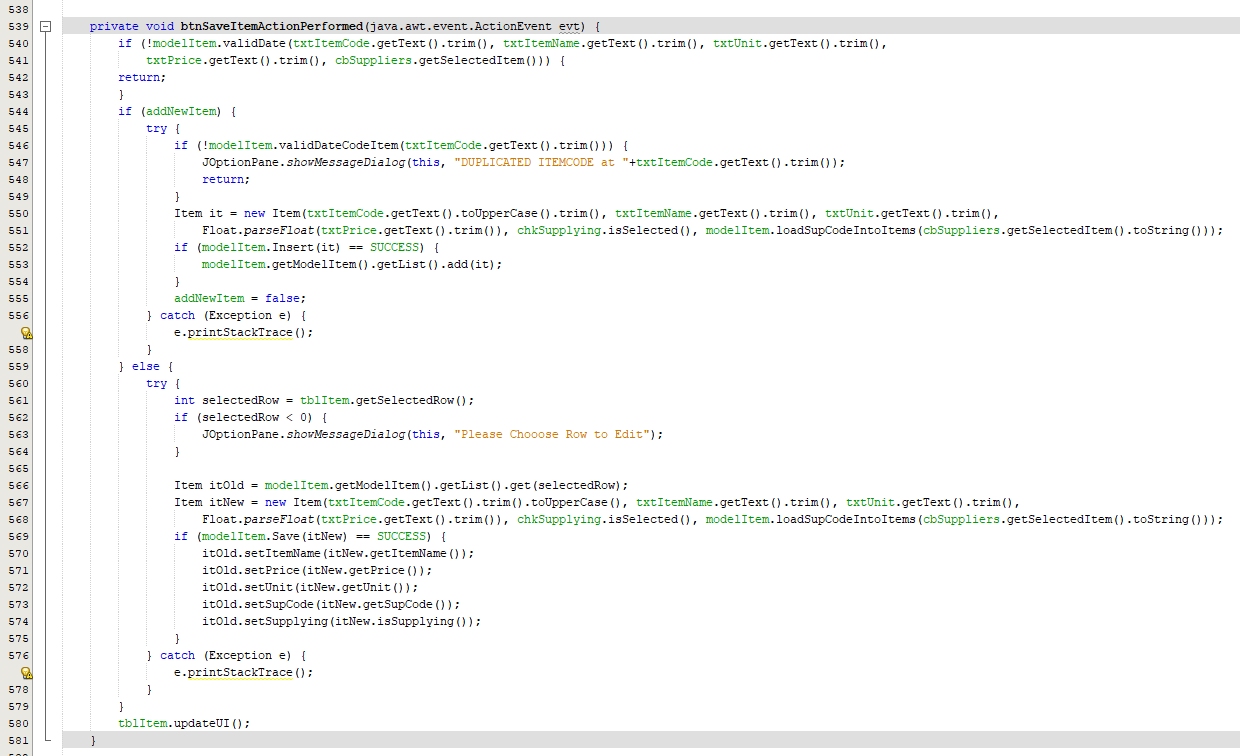 538
539 private void btnSaveItemActionPerformed(java.awt.event.ActionEvent evt) {
540 if (!modelItem.validDate(txtItemCode.getText().trim(), txtItemName.getText().trim(), txtUnit.getText().trim(),
541 txtPrice.getText().trim(), cbSuppliers.getSelectedItem())) {
542 return;
543 }
544 if (addNewItem) {
545 try {
546 if (!modelItem.validDateCodeItem(txtItemCode.getText().trim())) {
547 JOptionPane.showMessageDialog(this, "DUPLICATED ITEMCODE at "+txtItemCode.getText().trim());
548 return;
549 }
550 Item it = new Item(txtItemCode.getText().toUpperCase().trim(), txtItemName.getText().trim(), txtUnit.getText().trim(),
551 Float.parseFloat(txtPrice.getText().trim()), chkSupplying.isSelected(), modelItem.loadSupCodeIntoItems(cbSuppliers.getSelectedItem().toString()));
552 if (modelItem.Insert(it) == SUCCESS) {
553 modelItem.getModelItem().getList().add(it);
554 }
555 addNewItem = false;
556 } catch (Exception e) {
e.printStackTrace();
558 }
559 } else {
560 try {
561 int selectedRow = tblItem.getSelectedRow();
562 if (selectedRow < 0) {
563 JOptionPane.showMessageDialog(this, "Please Chooose Row to Edit");
564 }
565
566 Item itOld = modelItem.getModelItem().getList().get(selectedRow);
567 Item itNew = new Item(txtItemCode.getText().trim().toUpperCase(), txtItemName.getText().trim(), txtUnit.getText().trim(),
568 Float.parseFloat(txtPrice.getText().trim()), chkSupplying.isSelected(), modelItem.loadSupCodeIntoItems(cbSuppliers.getSelectedItem().toString()));
569 if (modelItem.Save(itNew) == SUCCESS) {
570 itOld.setItemName(itNew.getItemName());
571 itOld.setPrice(itNew.getPrice());
572 itOld.setUnit(itNew.getUnit());
573 itOld.setSupCode(itNew.getSupCode());
574 itOld.setSupplying(itNew.isSupplying());
575 }
576 } catch (Exception e) {
e.printStackTrace();
578 }
579 }
580 tblItem.updateUI();
581 }